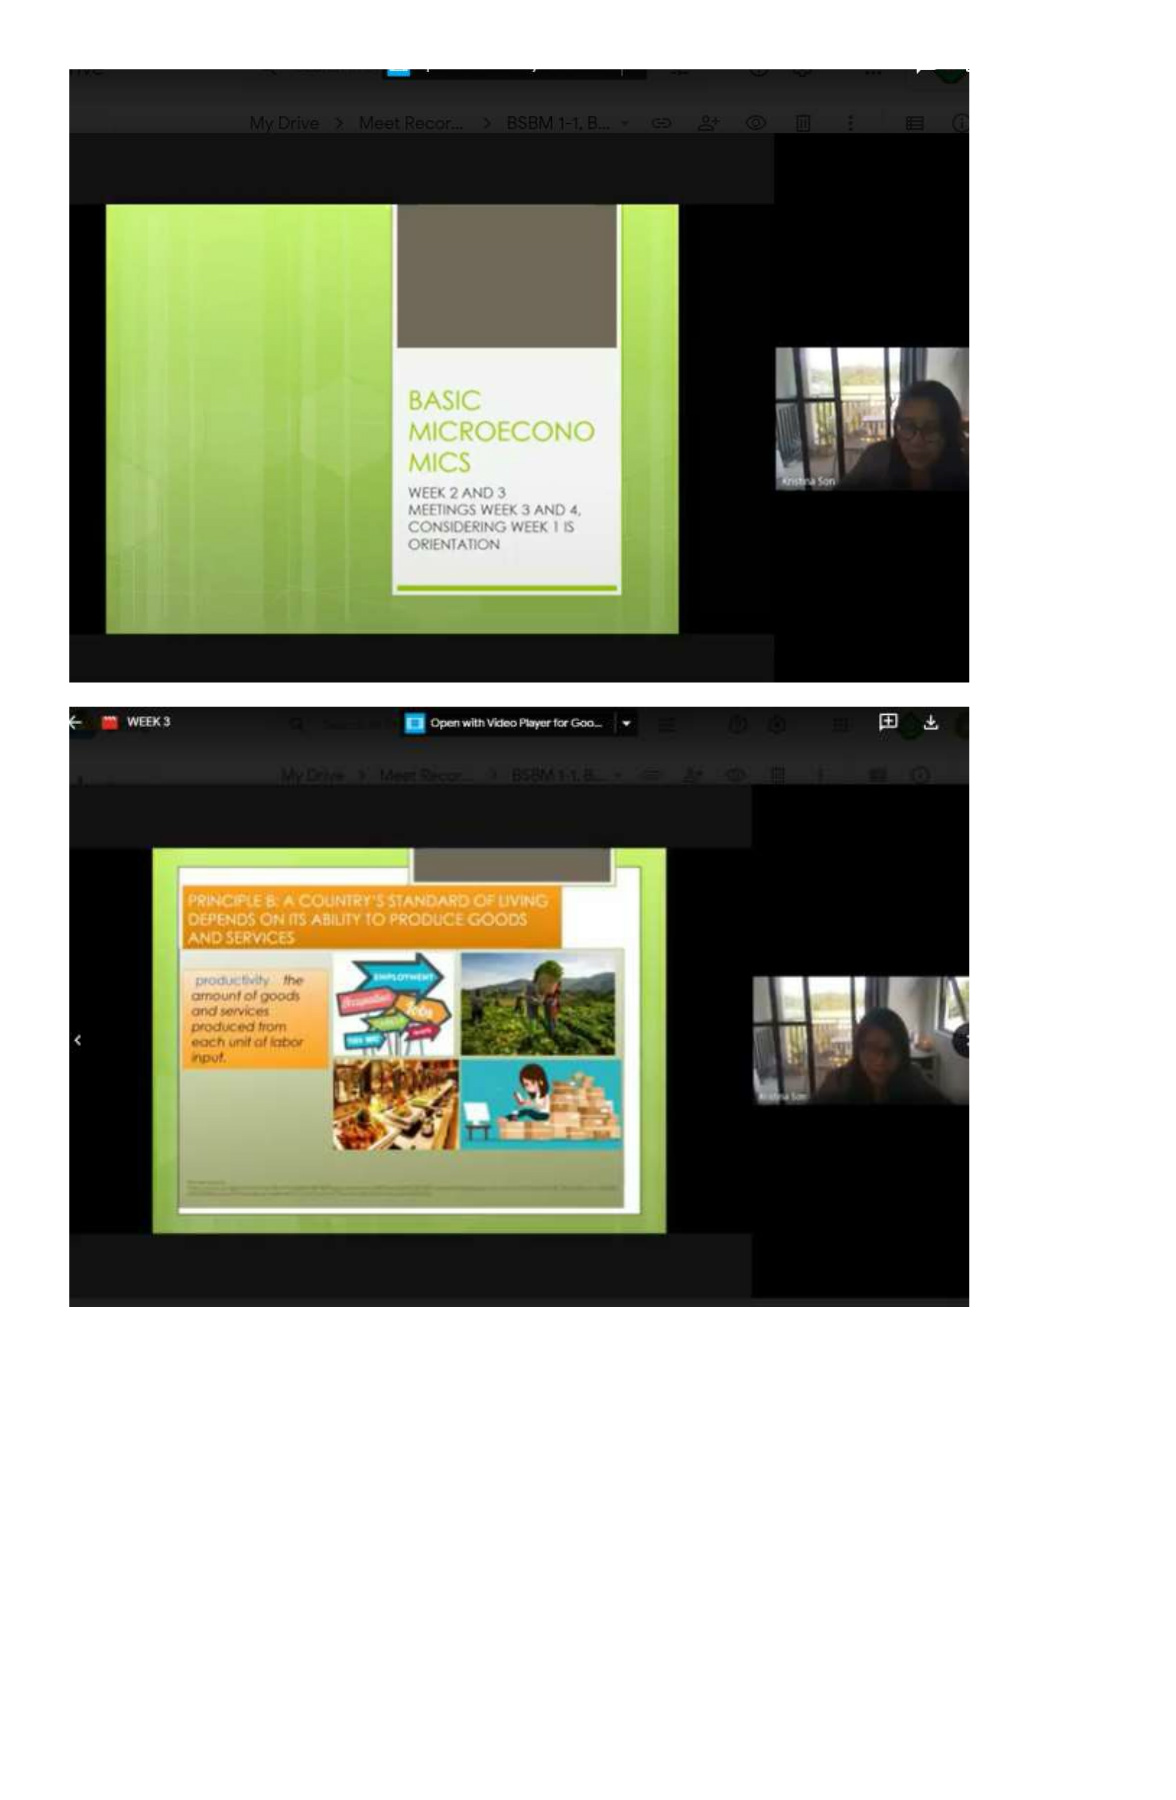 My Drive > Meet Recor... > BSBM 1-1, B...
BASIC
MICROECONO
MICS
WEEK 2 AND 3
MEETINGS WEEK 3 AND 4,
CONSIDERING WEEK 1 IS
ORIENTATION
Kristina Son
WEEK 3
Open with Video Player for Goo...
My Drive > Meet Recor... > BSBM 1-1, B...
PRINCIPLE 8: A COUNTRY'S STANDARD OF LIVING
DEPENDS ON ITS ABILITY TO PRODUCE GOODS
AND SERVICES
productivity the
amount of goods
and services
produced from
each unit of labor
input.
EMPLOYMENT
Occupation
Jobs
Kristina Son